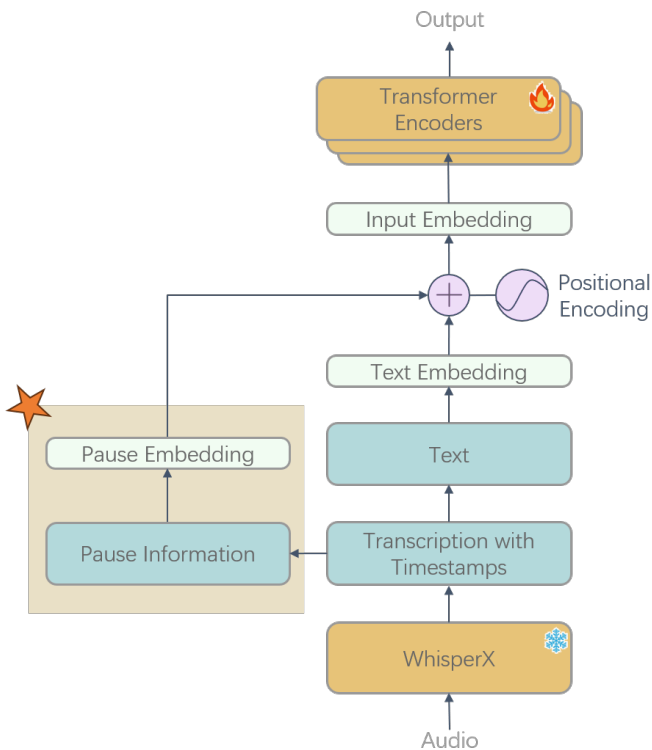 Output
Transformer
Encoders
Input Embedding
Positional
Encoding
Text Embedding
Pause Embedding
Text
Pause Information
Transcription with
Timestamps
WhisperX
Audio